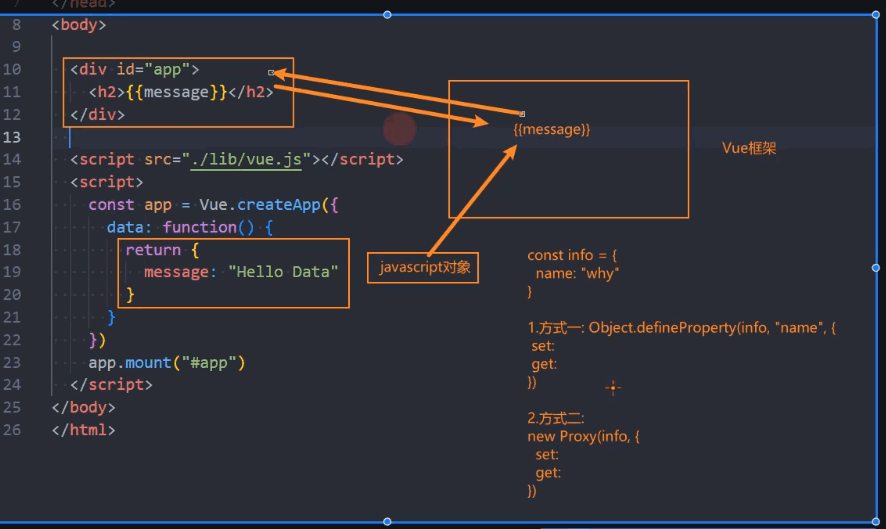 7 </head>
8 <body>
9
10 <div id="app">
11 <h2>{{message}}</h2>
12 </div>
13
14 <script src="./lib/vue.js"></script>
15 <script>
16 const app = Vue.createApp({
17 data: function() {
18 return {
19 message: "Hello Data"
20 }
21 }
22 })
23 app.mount("#app")
24 </script>
25 </body>
26 </html>
{{message}}
Vue框架
javascript对象
const info = {
name: "why"
}
1.方式一: Object.defineProperty(info, "name", {
set:
get:
})
2.方式二:
new Proxy(info, {
set:
get:
})